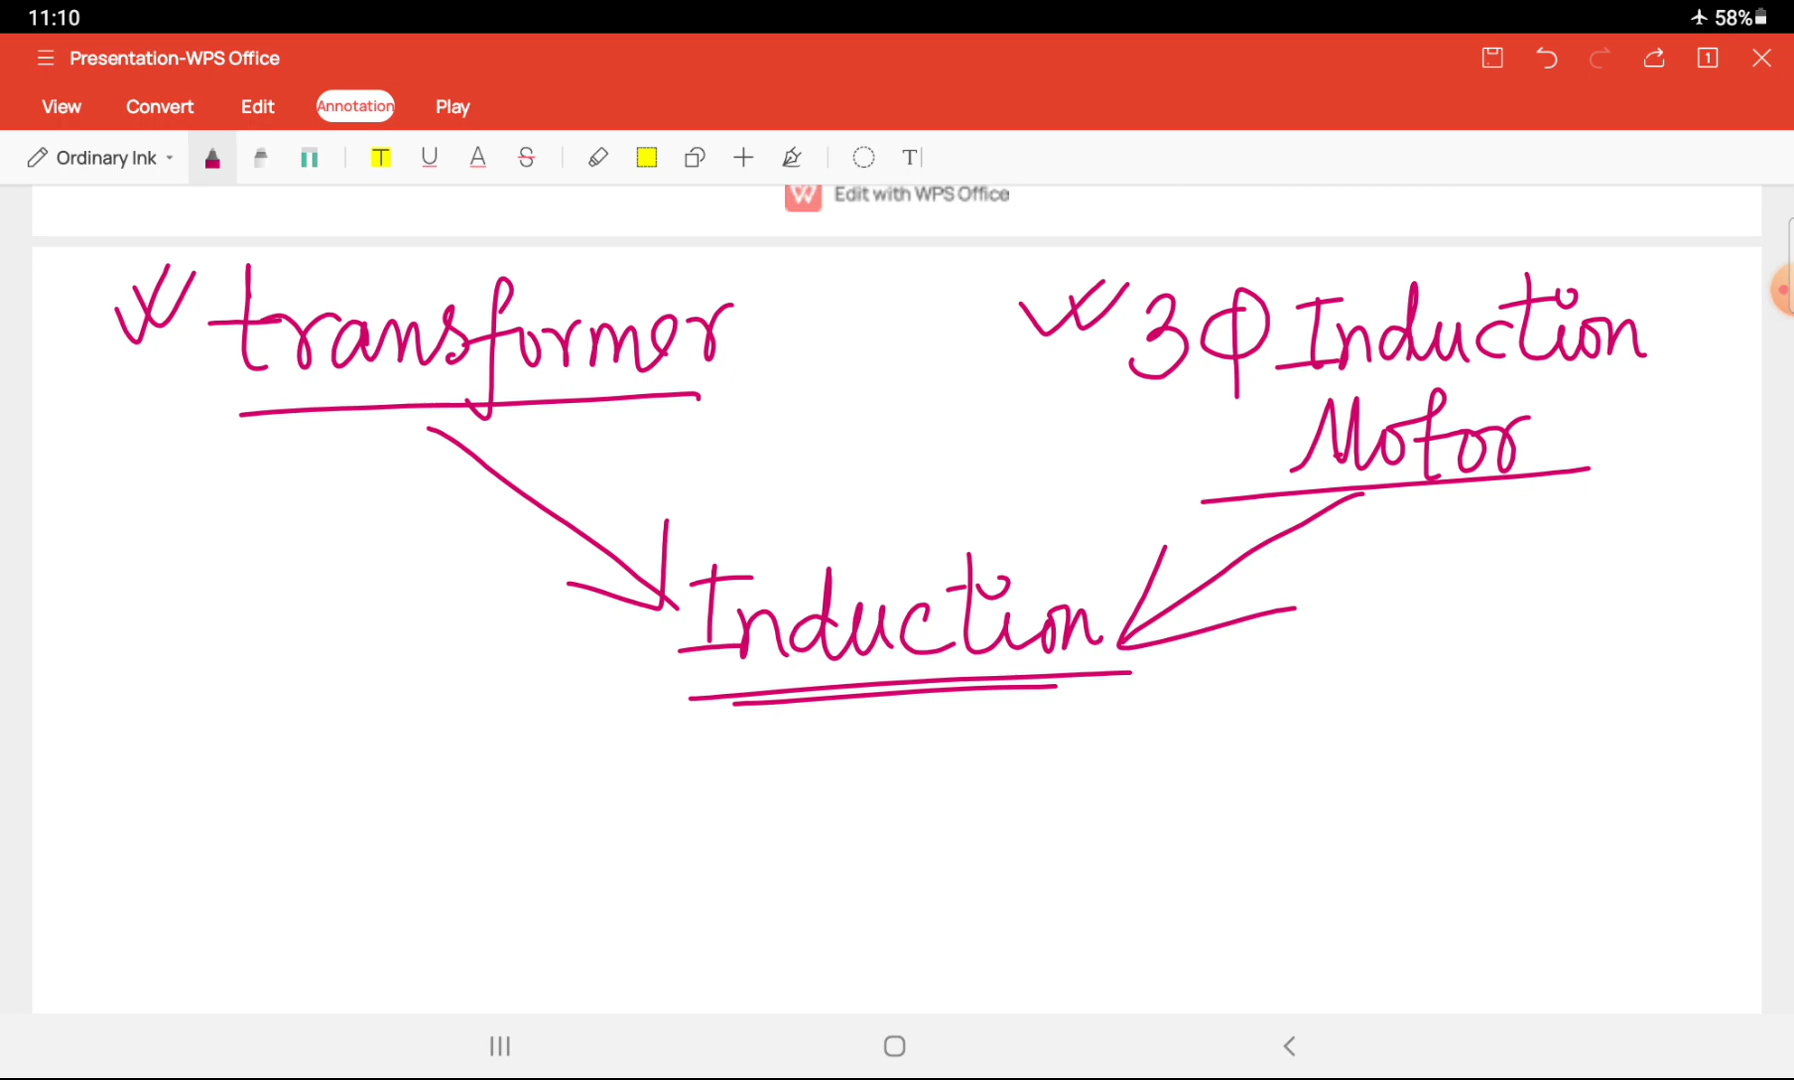 11:10
58%
Presentation-WPS Office
1
View Convert Edit Annotation Play
Ordinary Ink T U A S T
W Edit with WPS Office
transformer
3Φ Induction
Motor
Induction